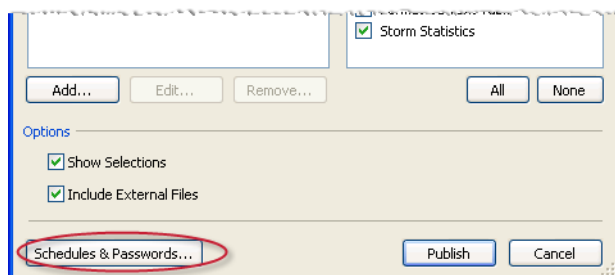 Storm Statistics
Add... Edit... Remove... All None
Options
Show Selections
Include External Files
Schedules & Passwords... Publish Cancel